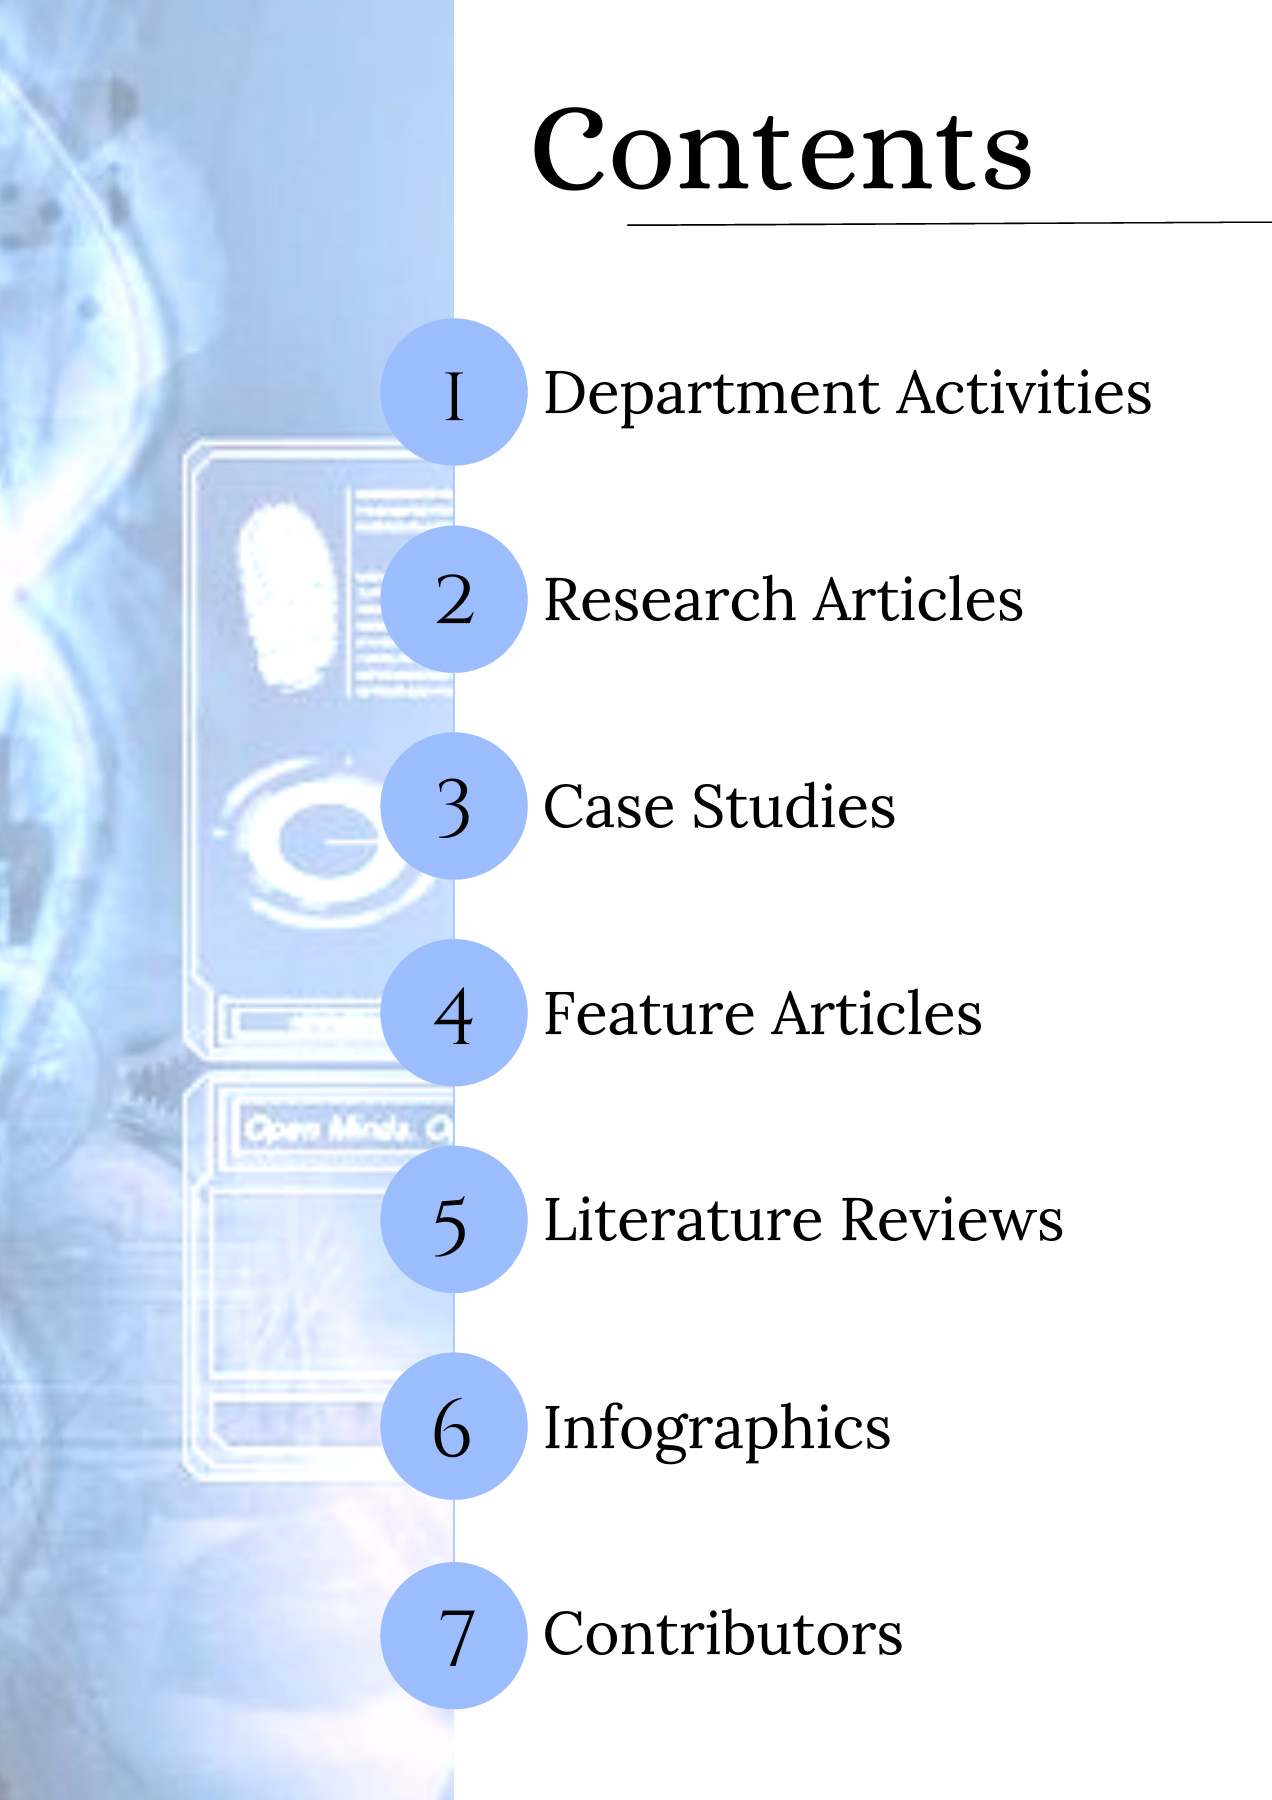 Contents
1 Department Activities
2 Research Articles
3 Case Studies
4 Feature Articles
Open Minds.
5 Literature Reviews
6 Infographics
7 Contributors